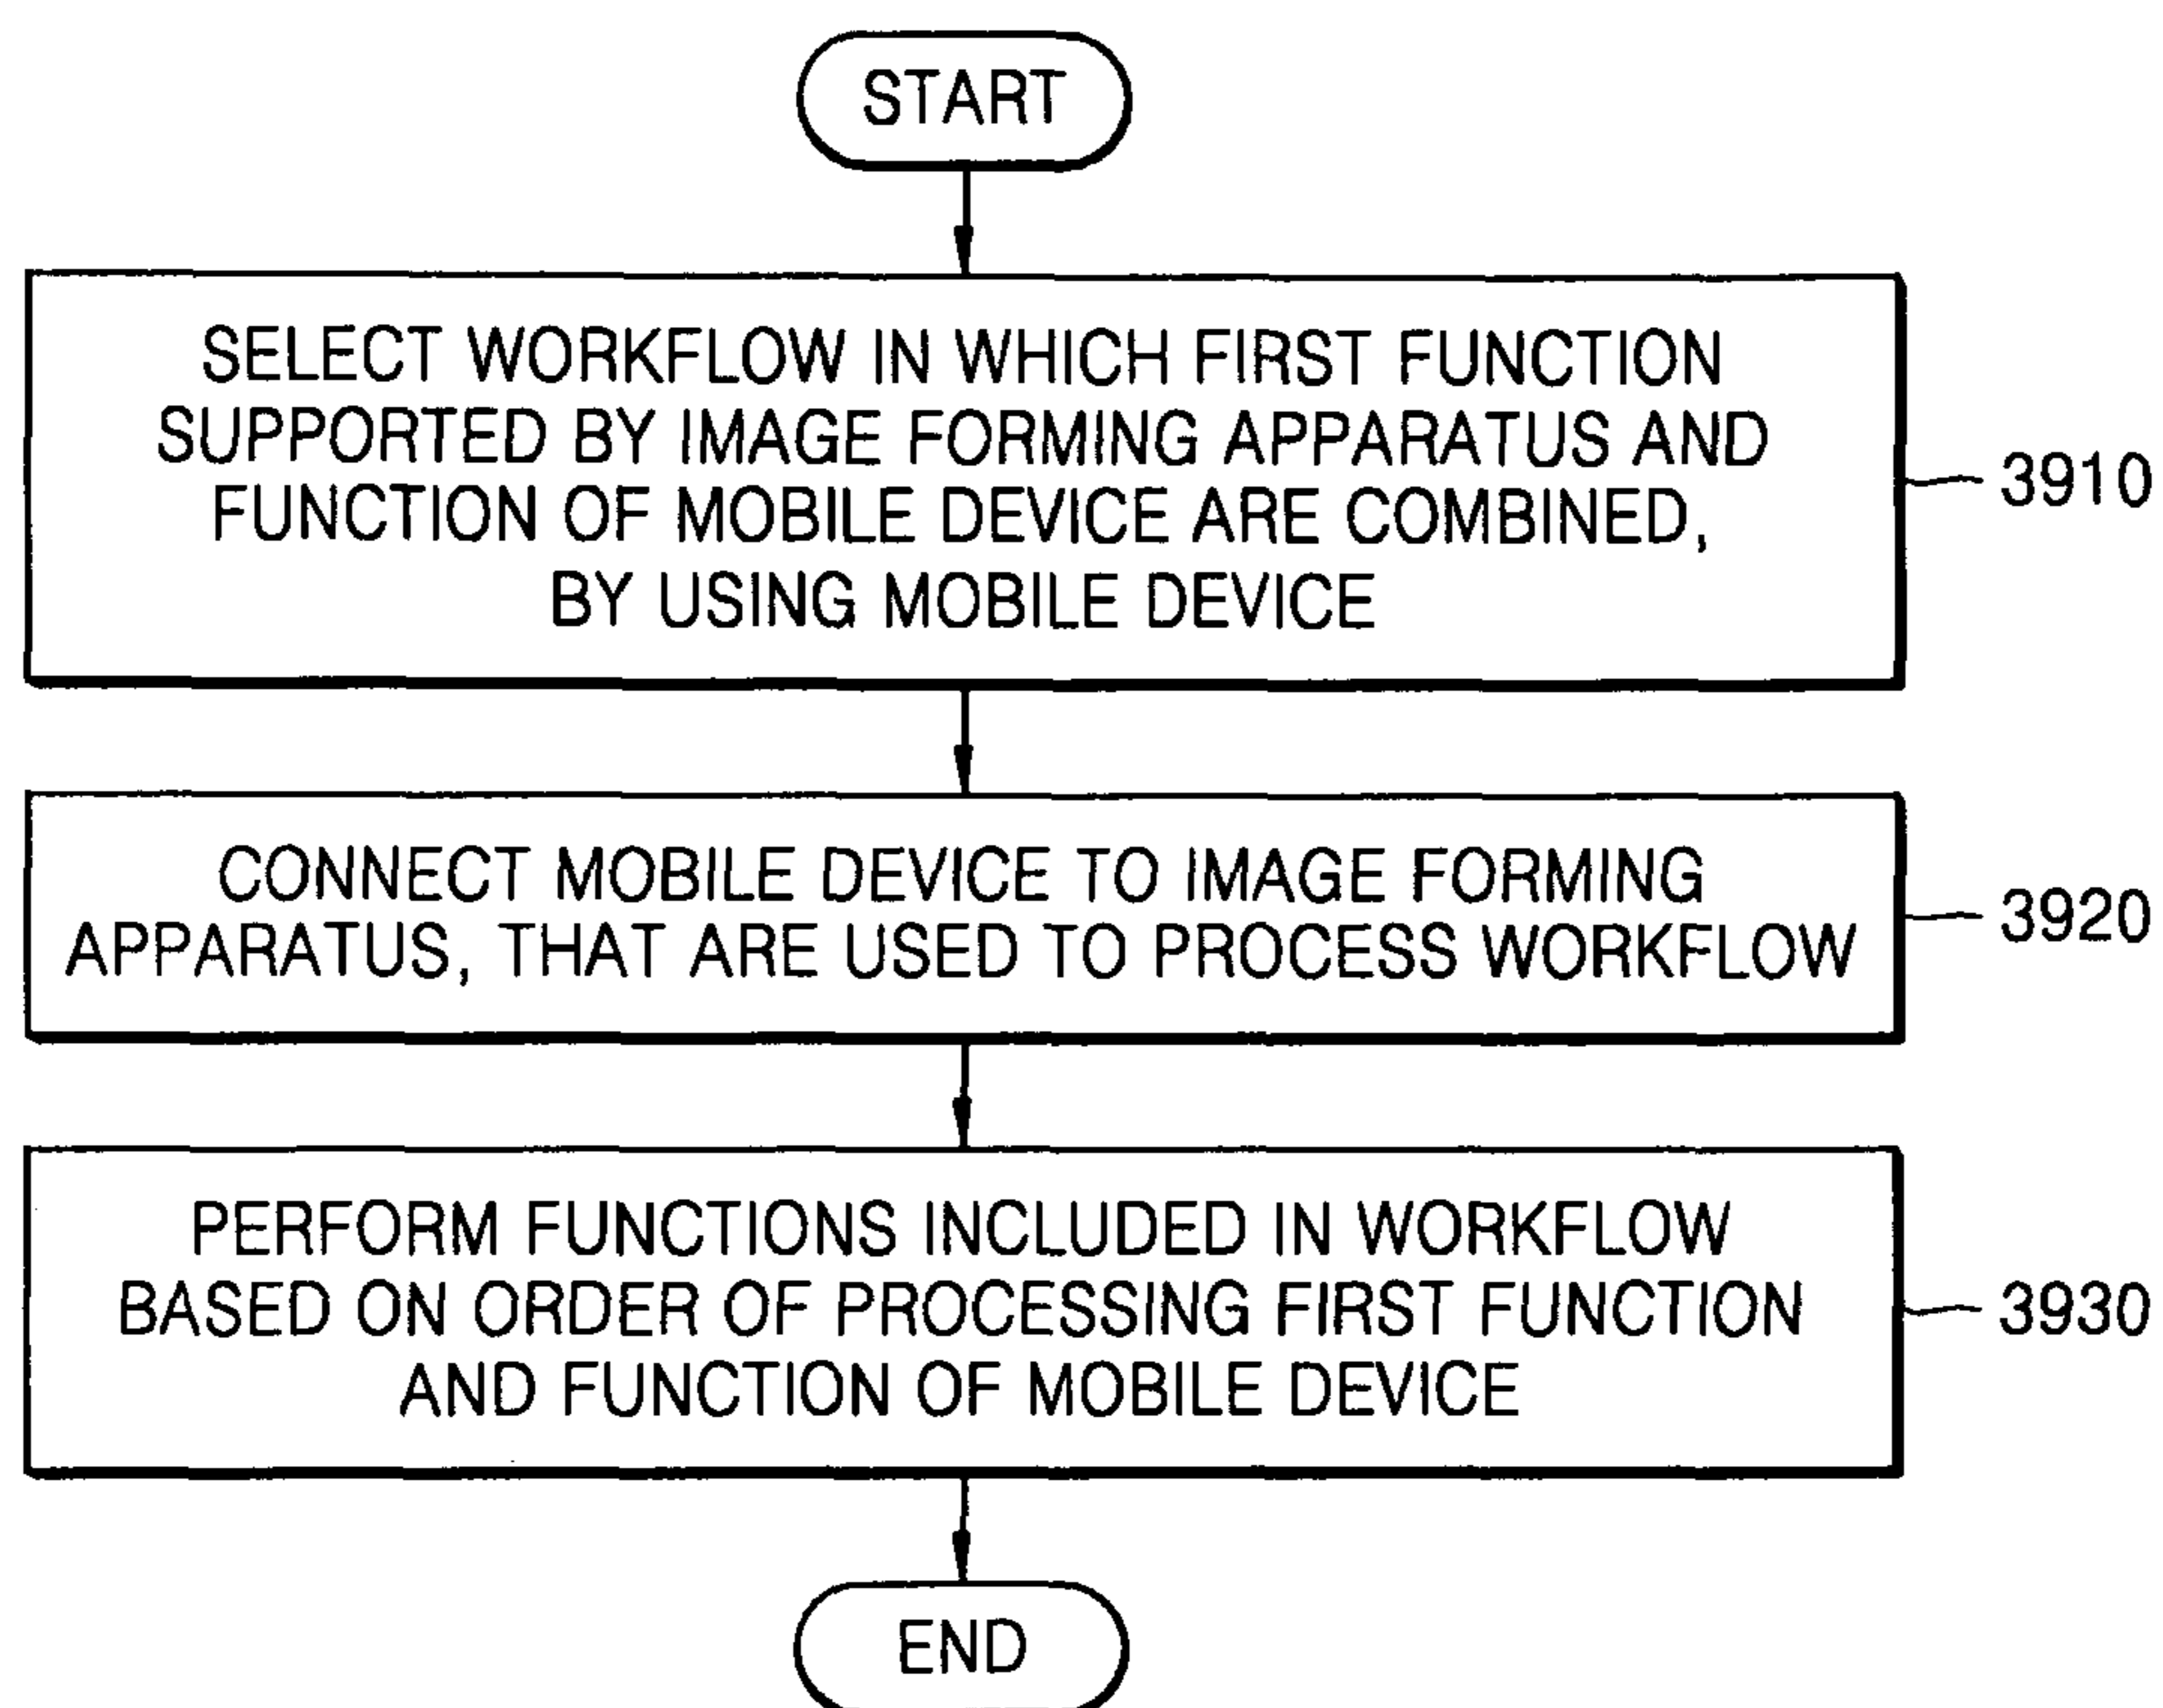 START
SELECT WORKFLOW IN WHICH FIRST FUNCTION
SUPPORTED BY IMAGE FORMING APPARATUS AND
FUNCTION OF MOBILE DEVICE ARE COMBINED,
BY USING MOBILE DEVICE
3910
CONNECT MOBILE DEVICE TO IMAGE FORMING
APPARATUS, THAT ARE USED TO PROCESS WORKFLOW
3920
PERFORM FUNCTIONS INCLUDED IN WORKFLOW
BASED ON ORDER OF PROCESSING FIRST FUNCTION
AND FUNCTION OF MOBILE DEVICE
3930
END